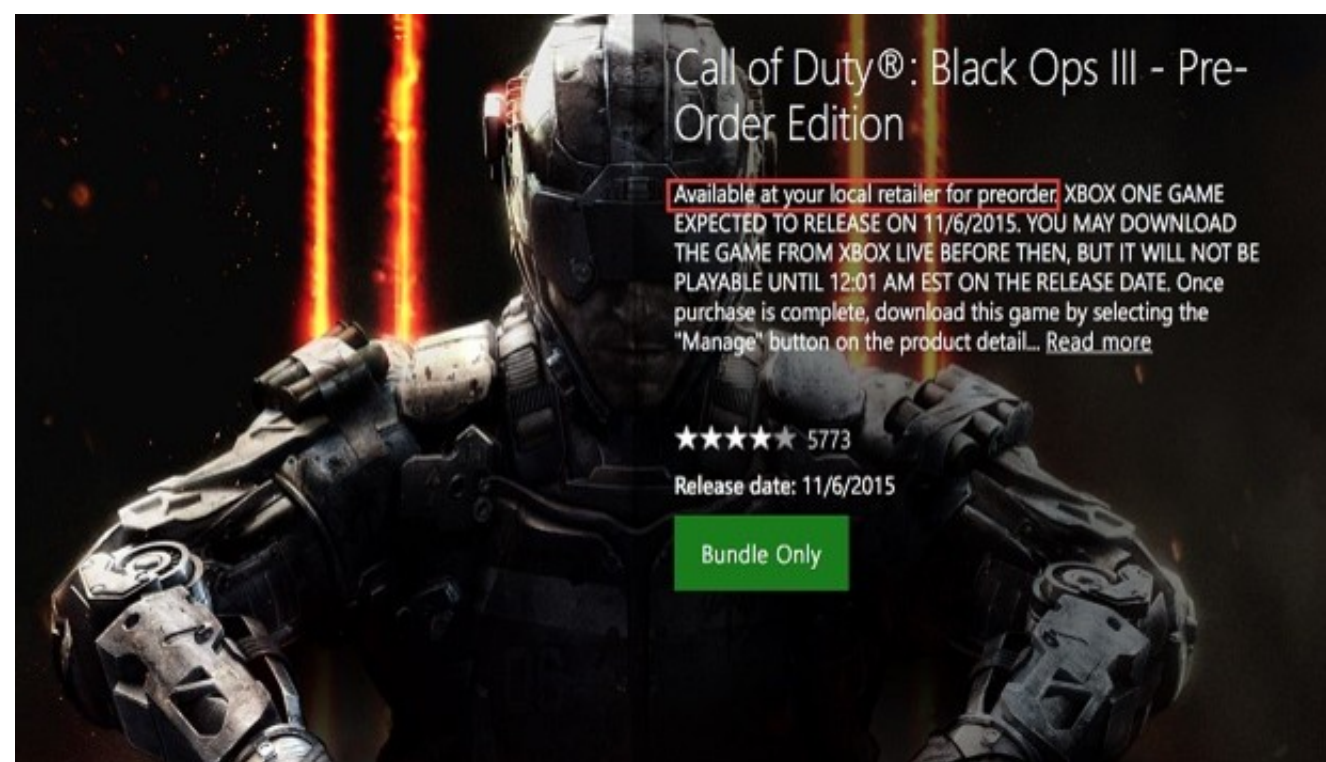 Call of Duty®: Black Ops III - Pre-
Order Edition
Available at your local retailer for preorder. XBOX ONE GAME
EXPECTED TO RELEASE ON 11/6/2015. YOU MAY DOWNLOAD
THE GAME FROM XBOX LIVE BEFORE THEN, BUT IT WILL NOT BE
PLAYABLE UNTIL 12:01 AM EST ON THE RELEASE DATE. Once
purchase is complete, download this game by selecting the
"Manage" button on the product detail... Read more
5773
Release date: 11/6/2015
Bundle Only